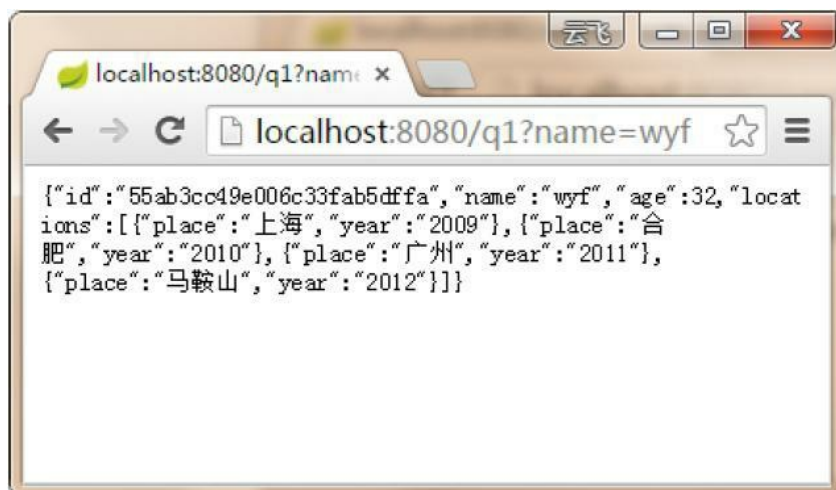 云飞
localhost:8080/q1?nam
localhost:8080/q1?name=wyf
{"id":"55ab3cc49e006c33fab5dffa","name":"wyf","age":32,"locat
ions":[{"place":"上海","year":"2009"},{"place":"合
肥","year":"2010"},{"place":"广州","year":"2011"},
{"place":"马鞍山","year":"2012"}]}